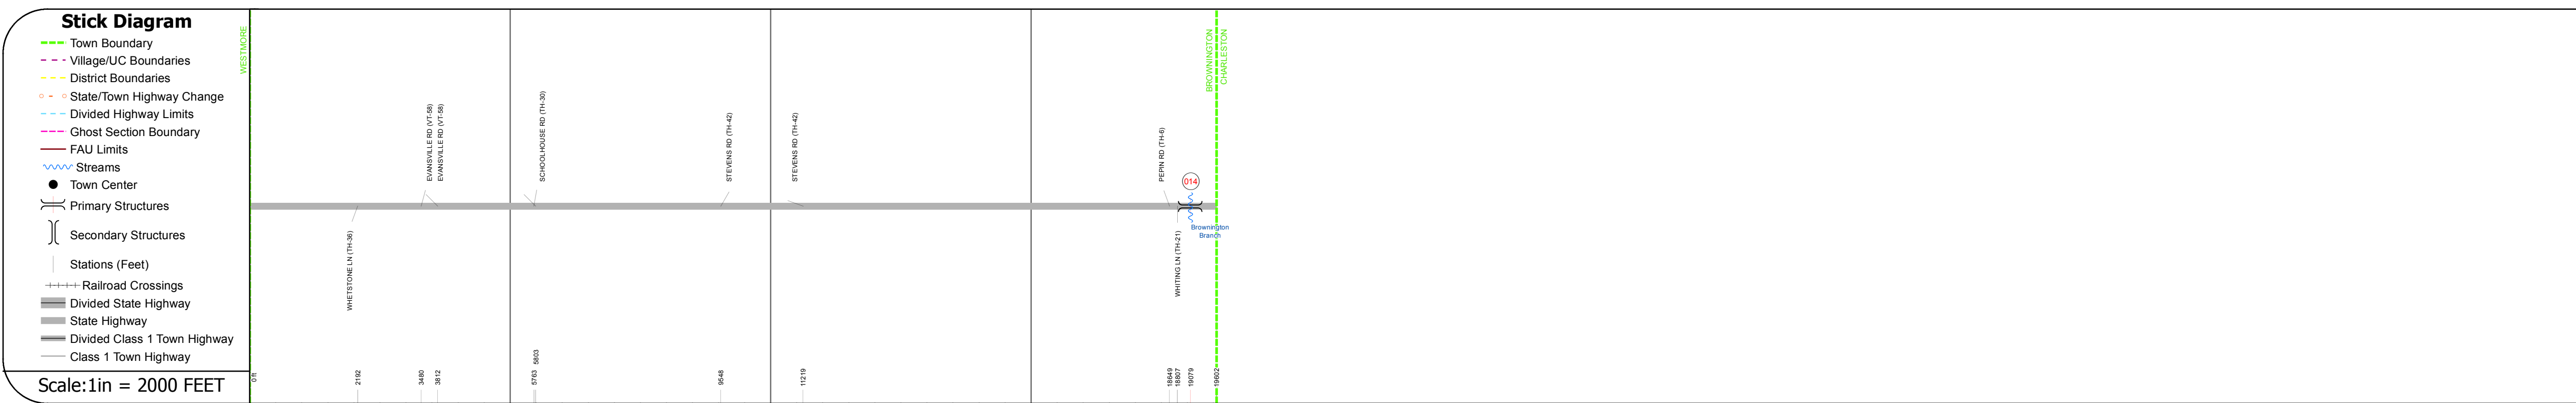 Stick Diagram
Town Boundary
Village/UC Boundaries
District Boundaries
State/Town Highway Change
Divided Highway Limits
Ghost Section Boundary
FAU Limits
Streams
Town Center
Primary Structures
Secondary Structures
Stations (Feet)
Railroad Crossings
Divided State Highway
State Highway
Divided Class 1 Town Highway
Class 1 Town Highway
Scale:1in = 2000 FEET
WESTMORE
WHETSTONE LN (TH-36)
EVANSVILLE RD (VT-58)
EVANSVILLE RD (VT-58)
SCHOOLHOUSE RD (TH-30)
STEVENS RD (TH-42)
STEVENS RD (TH-42)
PEPIN RD (TH-6)
WHITING LN (TH-21)
014
Brownington
Branch
BROWNINGTON
CHARLESTON
0 ft
2192
3480
3812
5763
5803
9548
11219
18649
18807
19079
19602